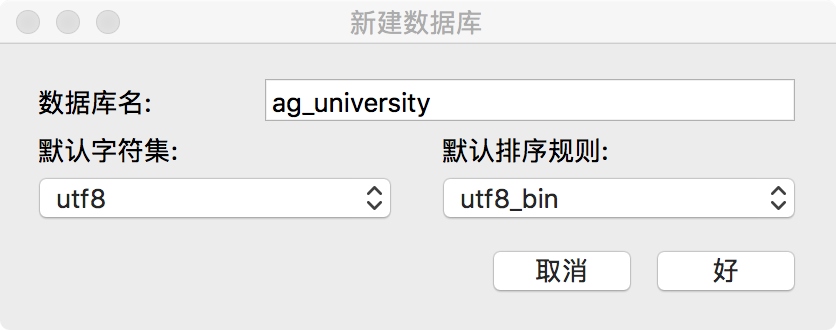 新建数据库
数据库名: ag_university
默认字符集: 默认排序规则:
utf8 utf8_bin
取消 好